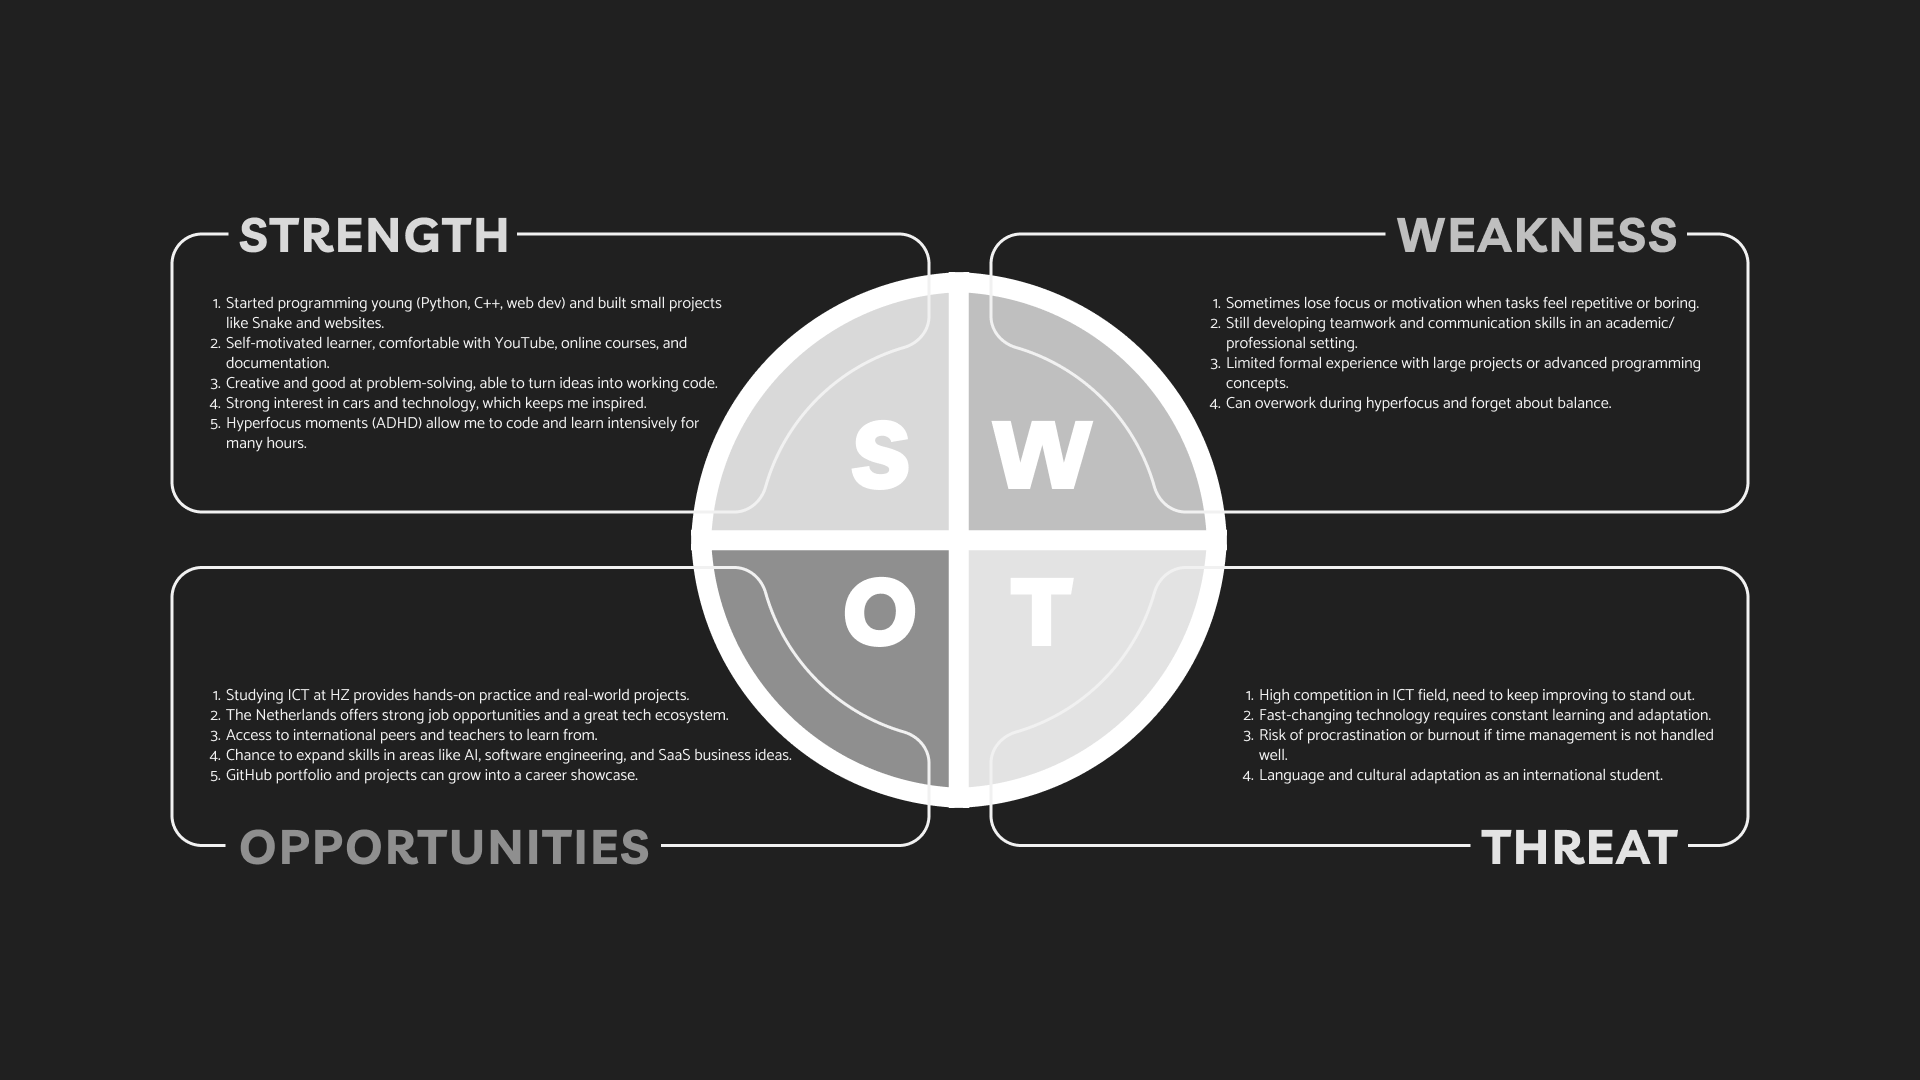 STRENGTH
1. Started programming young (Python, C++, web dev) and built small projects
like Snake and websites.
2. Self-motivated learner, comfortable with YouTube, online courses, and
documentation.
3. Creative and good at problem-solving, able to turn ideas into working code.
4. Strong interest in cars and technology, which keeps me inspired.
5. Hyperfocus moments (ADHD) allow me to code and learn intensively for
many hours.
WEAKNESS
1. Sometimes lose focus or motivation when tasks feel repetitive or boring.
2. Still developing teamwork and communication skills in an academic/
professional setting.
3. Limited formal experience with large projects or advanced programming
concepts.
4. Can overwork during hyperfocus and forget about balance.
S W
O T
1. Studying ICT at HZ provides hands-on practice and real-world projects.
2. The Netherlands offers strong job opportunities and a great tech ecosystem.
3. Access to international peers and teachers to learn from.
4. Chance to expand skills in areas like AI, software engineering, and SaaS business ideas.
5. GitHub portfolio and projects can grow into a career showcase.
OPPORTUNITIES
1. High competition in ICT field, need to keep improving to stand out.
2. Fast-changing technology requires constant learning and adaptation.
3. Risk of procrastination or burnout if time management is not handled
well.
4. Language and cultural adaptation as an international student.
THREAT